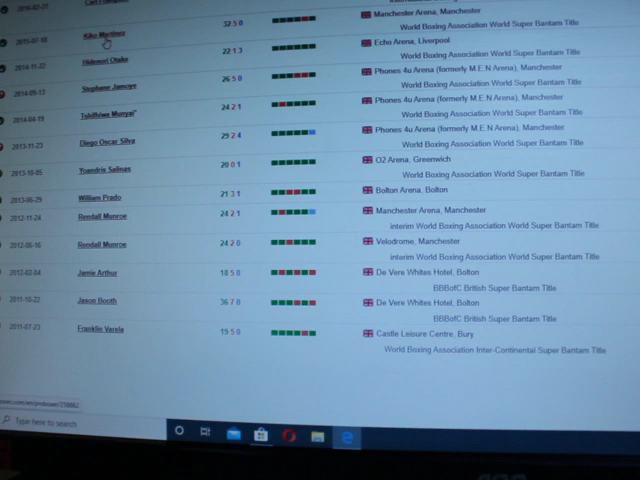 2016-02-27 Carl Frampton
Manchester Arena, Manchester
World Boxing Association World Super Bantam Title
2015-07-18 Kiko Martinez 32 5 0 Echo Arena, Liverpool
World Boxing Association World Super Bantam Title
2014-11-22 Hidenori Otake 22 1 3 Phones 4u Arena (formerly M.E.N Arena), Manchester
World Boxing Association World Super Bantam Title
2014-09-13 Stephane Jamoye 26 5 0 Phones 4u Arena (formerly M.E.N Arena), Manchester
World Boxing Association World Super Bantam Title
2014-04-19 Tshifhiwa Munyai 24 2 1 Phones 4u Arena (formerly M.E.N Arena), Manchester
World Boxing Association World Super Bantam Title
2013-11-23 Diego Oscar Silva 29 2 4 O2 Arena, Greenwich
World Boxing Association World Super Bantam Title
2013-10-05 Yoandris Salinas 20 0 1 Bolton Arena, Bolton
2013-06-29 William Prado 21 3 1 Manchester Arena, Manchester
interim World Boxing Association World Super Bantam Title
2012-11-24 Rendall Munroe 24 2 1 Velodrome, Manchester
interim World Boxing Association World Super Bantam Title
2012-06-16 Rendall Munroe 24 2 0
2012-02-04 Jamie Arthur 18 5 0 De Vere Whites Hotel, Bolton
BBBofC British Super Bantam Title
2011-10-22 Jason Booth 36 7 0 De Vere Whites Hotel, Bolton
BBBofC British Super Bantam Title
2011-07-23 Franklin Varela 19 5 0 Castle Leisure Centre, Bury
World Boxing Association Inter-Continental Super Bantam Title
Type here to search